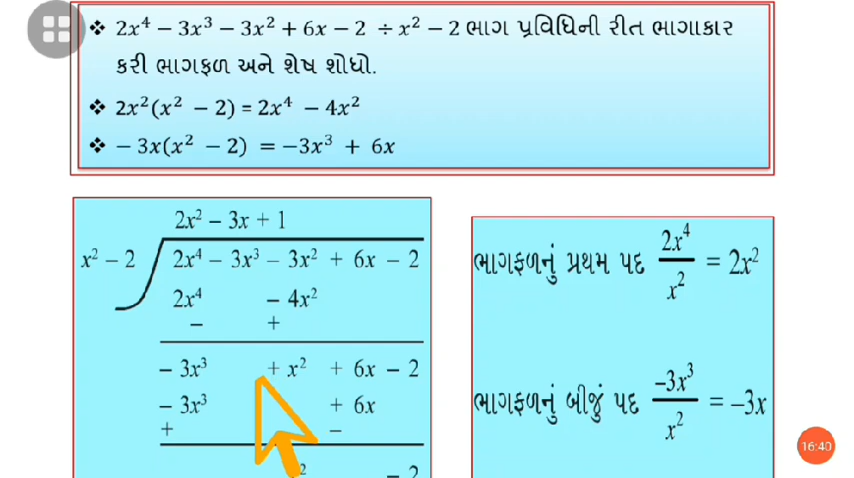 ❖ 2x⁴ − 3x³ − 3x² + 6x − 2 ÷ x² − 2 ભાગ પ્રવિધિની રીત ભાગાકાર
કરી ભાગફળ અને શેષ શોધો.
❖ 2x²(x² − 2) = 2x⁴ − 4x²
❖ − 3x(x² − 2) = −3x³ + 6x
2x² − 3x + 1
x² − 2 2x⁴ − 3x³ − 3x² + 6x − 2
2x⁴ − 4x²
− +
− 3x³ + x² + 6x − 2
− 3x³ + 6x
+ −
2 − 2
ભાગફળનું પ્રથમ પદ 2x⁴/x² = 2x²
ભાગફળનું બીજું પદ −3x³/x² = −3x
16:40